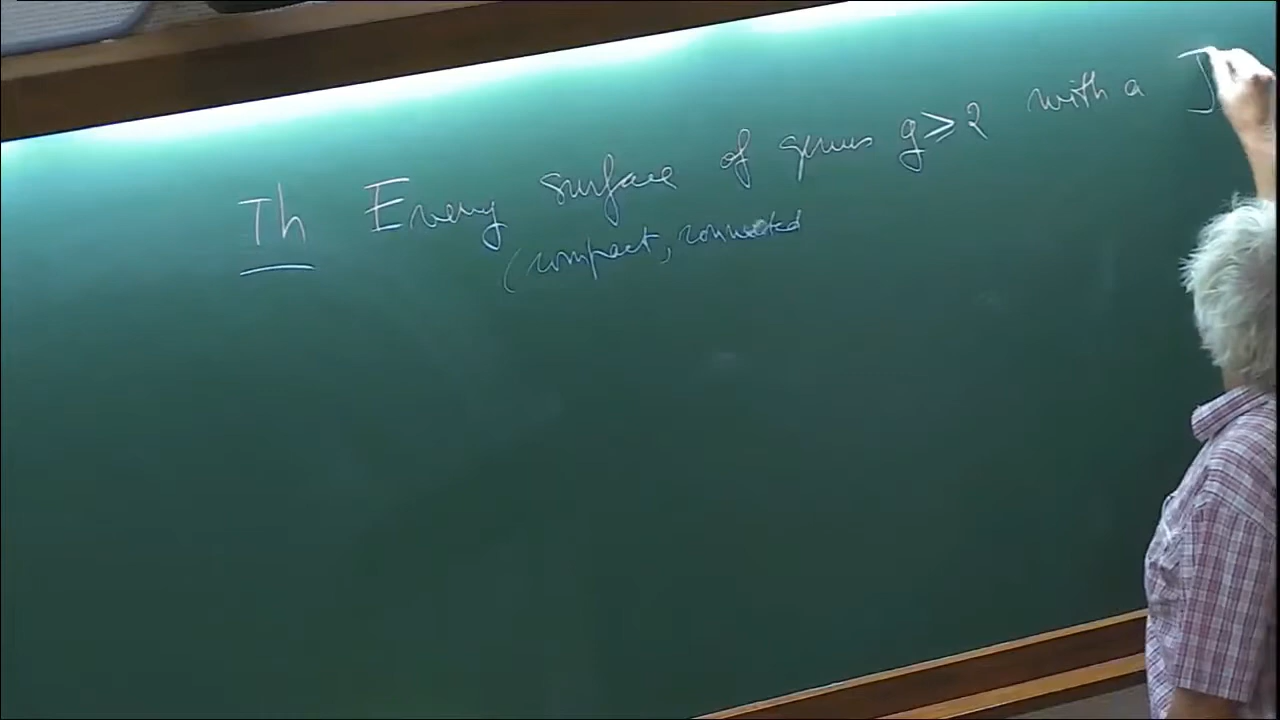 Th Every surface of genus g ≥ 2 with a J
(compact, connected